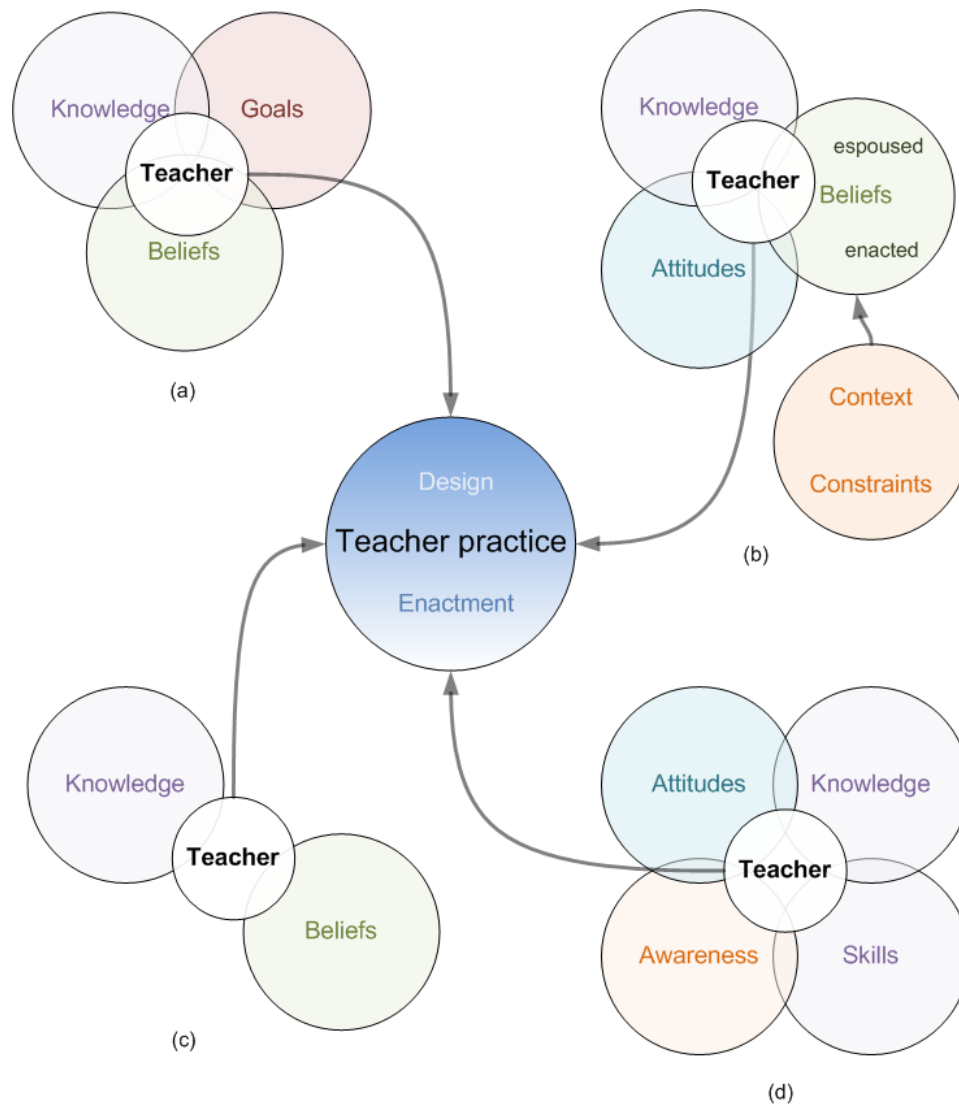 Knowledge
Goals
Teacher
Beliefs
(a)
Knowledge
espoused
Teacher
Beliefs
enacted
Attitudes
Context
Constraints
(b)
Design
Teacher practice
Enactment
Knowledge
Teacher
Beliefs
(c)
Attitudes
Knowledge
Teacher
Awareness
Skills
(d)